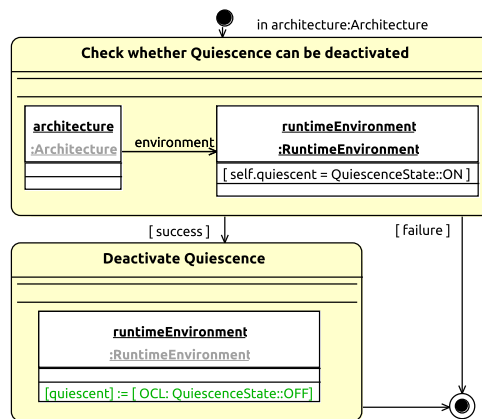 in architecture:Architecture
Check whether Quiescence can be deactivated
architecture
:Architecture
environment
runtimeEnvironment
:RuntimeEnvironment
[ self.quiescent = QuiescenceState::ON ]
[ success ]
[ failure ]
Deactivate Quiescence
runtimeEnvironment
:RuntimeEnvironment
[quiescent] := [ OCL: QuiescenceState::OFF]